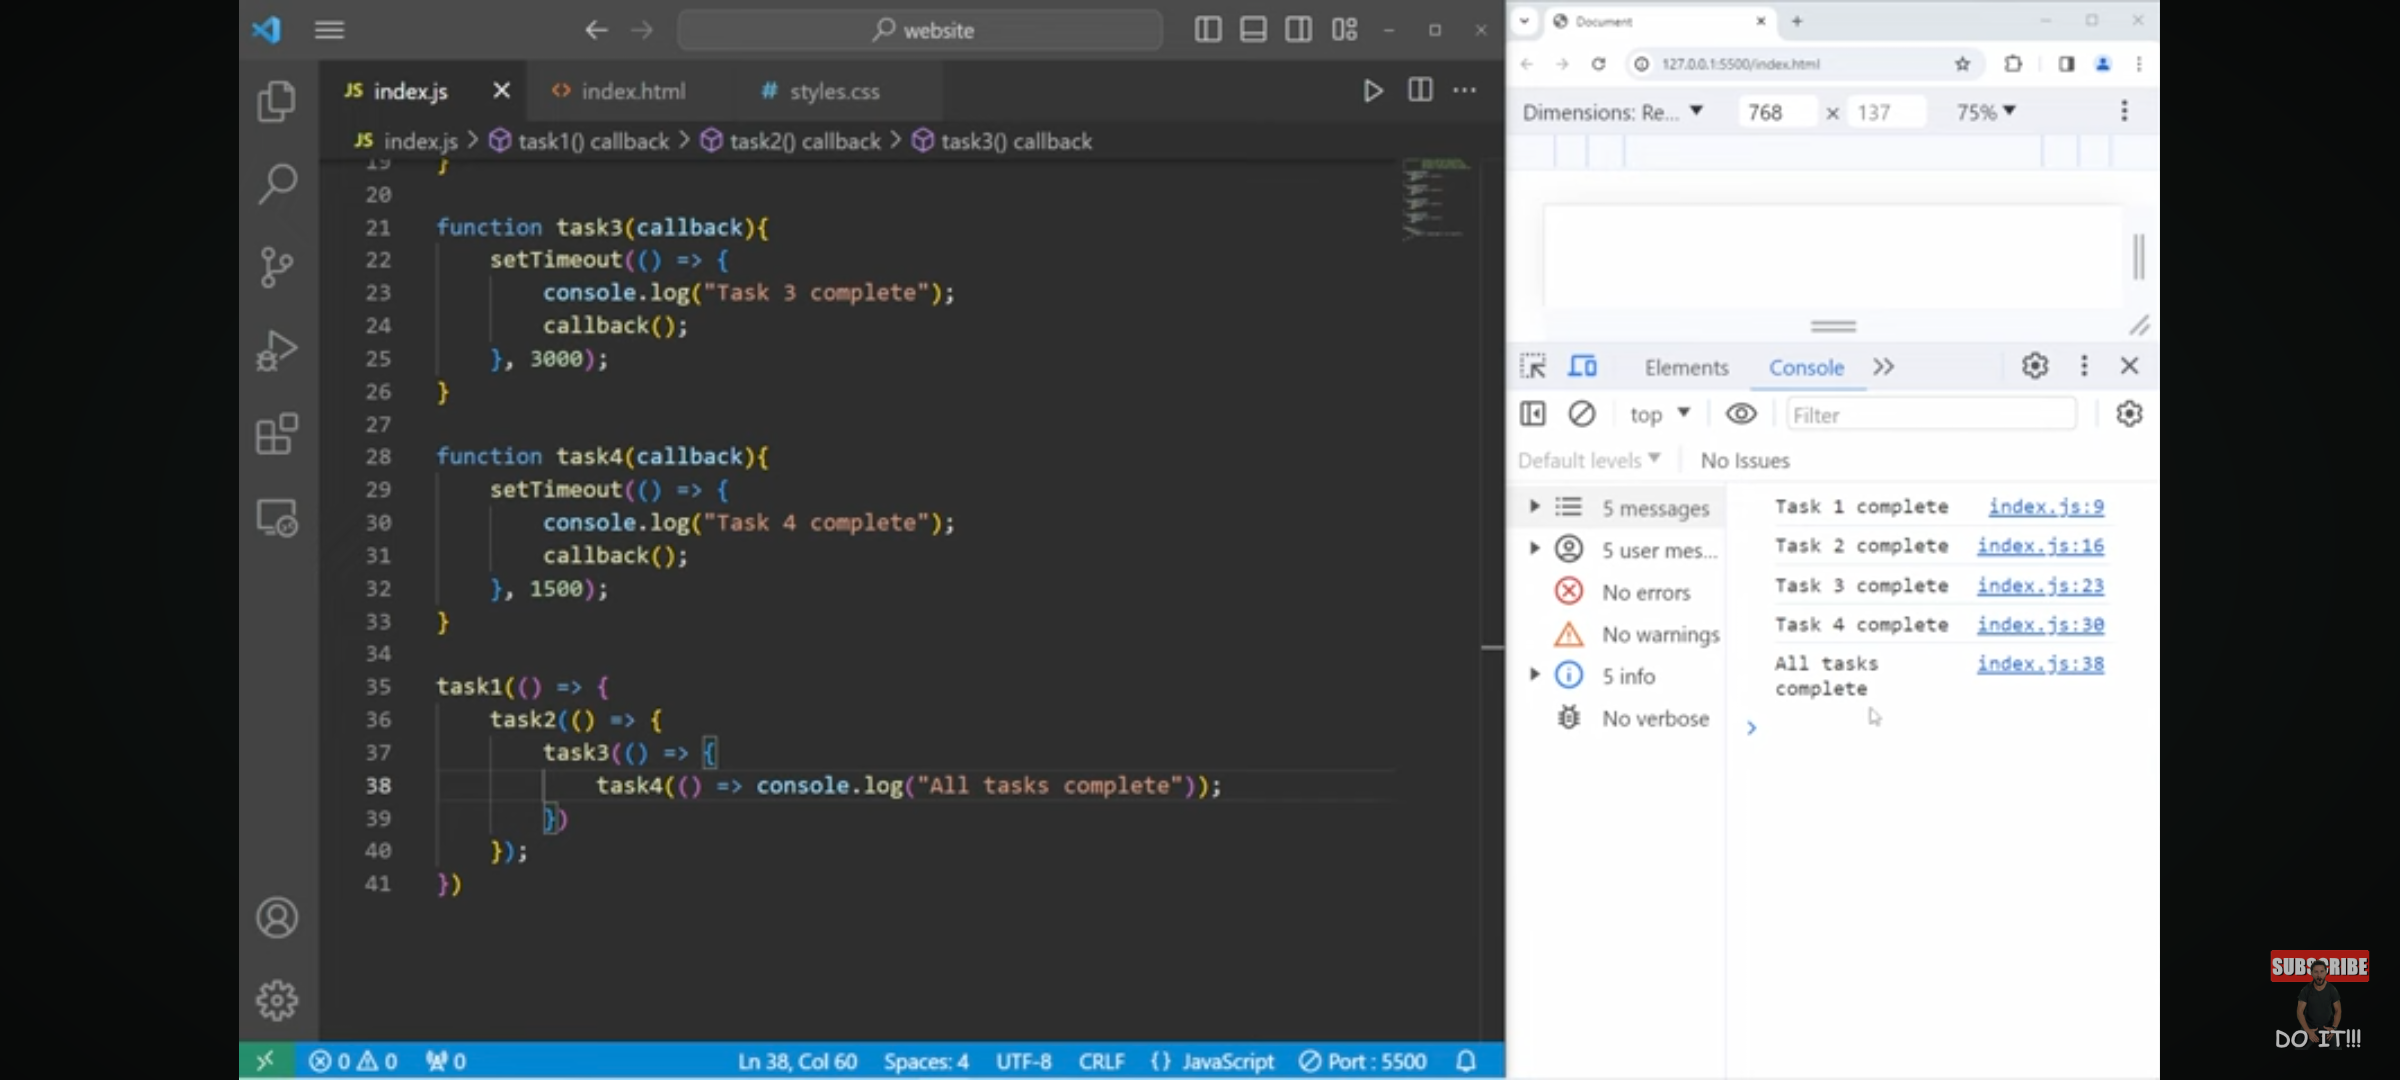 website
JS index.js
<> index.html
# styles.css
JS index.js > task1() callback > task2() callback > task3() callback
19 }
20
21 function task3(callback){
22 setTimeout(() => {
23 console.log("Task 3 complete");
24 callback();
25 }, 3000);
26 }
27
28 function task4(callback){
29 setTimeout(() => {
30 console.log("Task 4 complete");
31 callback();
32 }, 1500);
33 }
34
35 task1(() => {
36 task2(() => {
37 task3(() => {
38 task4(() => console.log("All tasks complete"));
39 })
40 });
41 })
0 0 0
Ln 38, Col 60 Spaces: 4 UTF-8 CRLF {} JavaScript Port : 5500
Document
127.0.0.1:5500/index.html
Dimensions: Re... 768 × 137 75%
Elements Console
top Filter
Default levels No Issues
5 messages
5 user mes...
No errors
No warnings
5 info
No verbose
Task 1 complete index.js:9
Task 2 complete index.js:16
Task 3 complete index.js:23
Task 4 complete index.js:30
All tasks index.js:38
complete
SUBSCRIBE
DO IT!!!